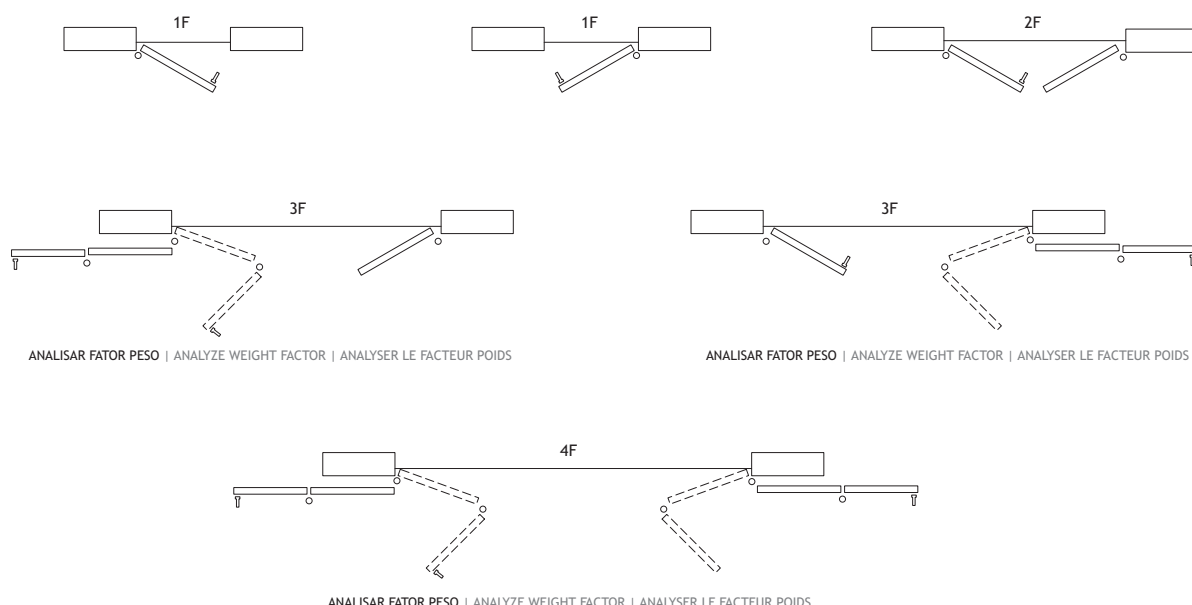 1F
1F
2F
3F
3F
ANALISAR FATOR PESO | ANALYZE WEIGHT FACTOR | ANALYSER LE FACTEUR POIDS
ANALISAR FATOR PESO | ANALYZE WEIGHT FACTOR | ANALYSER LE FACTEUR POIDS
4F
ANALISAR FATOR PESO | ANALYZE WEIGHT FACTOR | ANALYSER LE FACTEUR POIDS